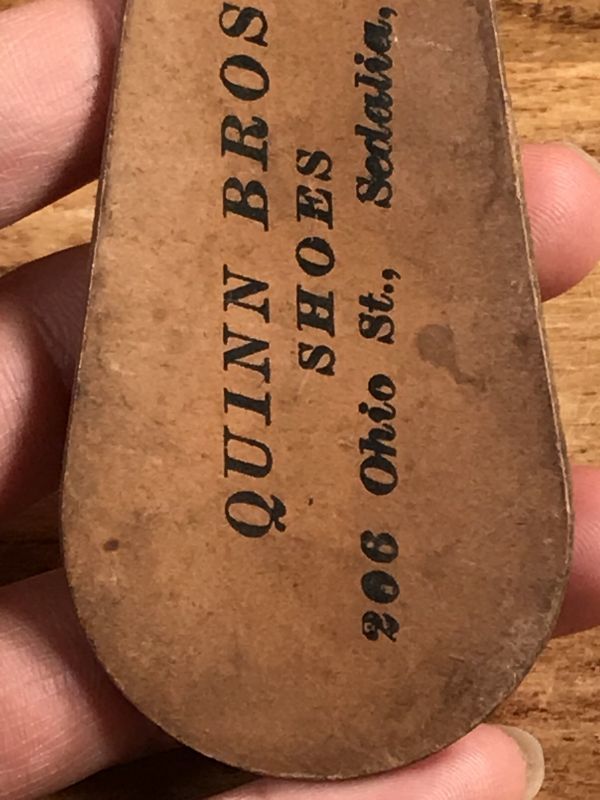 QUINN BROS
SHOES
206 Ohio St., Sedalia,